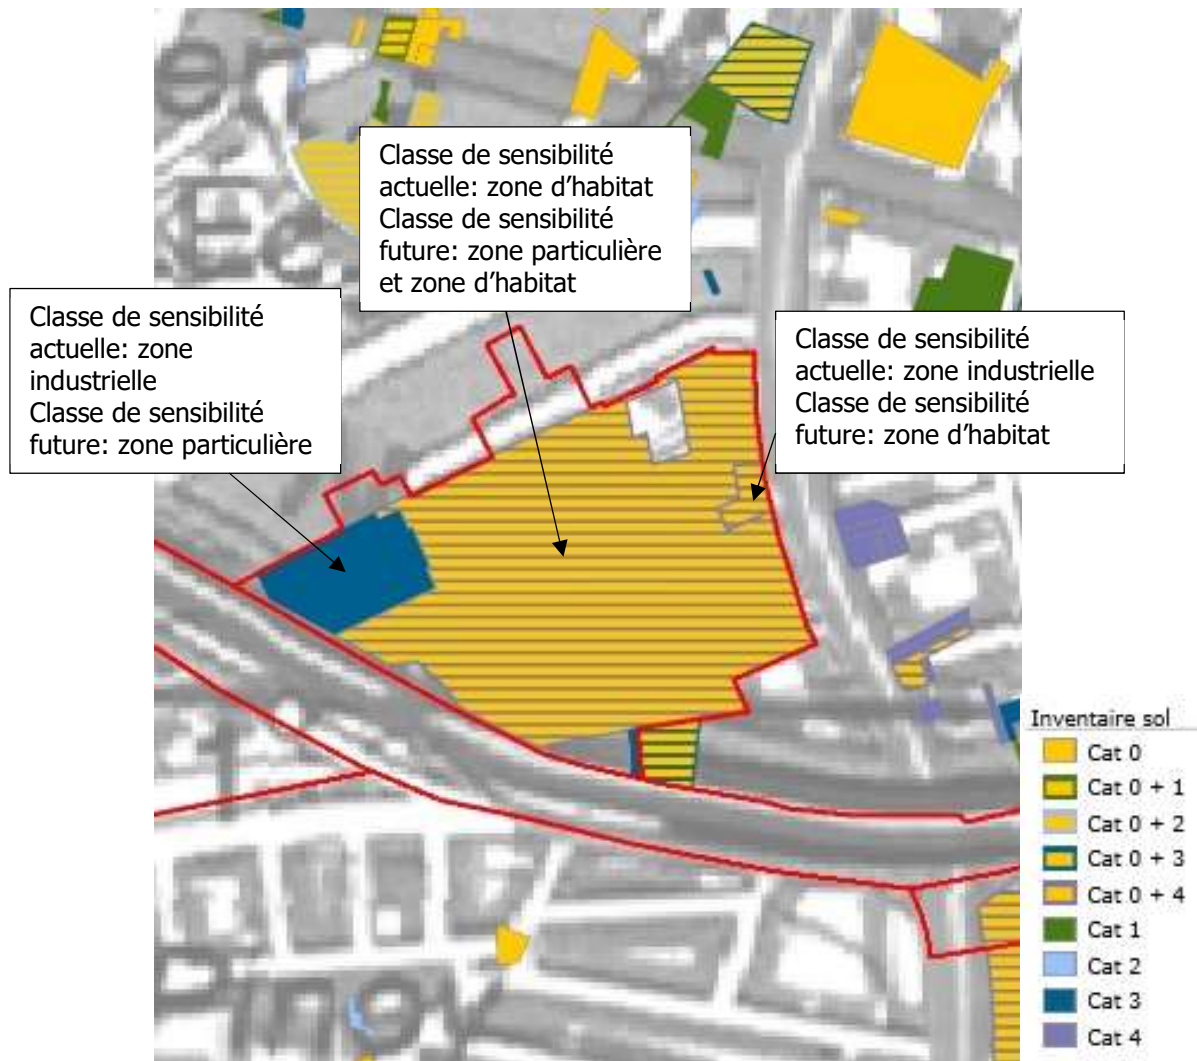 Classe de sensibilité
actuelle: zone d'habitat
Classe de sensibilité
future: zone particulière
et zone d'habitat
Classe de sensibilité
actuelle: zone
industrielle
Classe de sensibilité
future: zone particulière
Classe de sensibilité
actuelle: zone industrielle
Classe de sensibilité
future: zone d'habitat
Inventaire sol
Cat 0
Cat 0 + 1
Cat 0 + 2
Cat 0 + 3
Cat 0 + 4
Cat 1
Cat 2
Cat 3
Cat 4